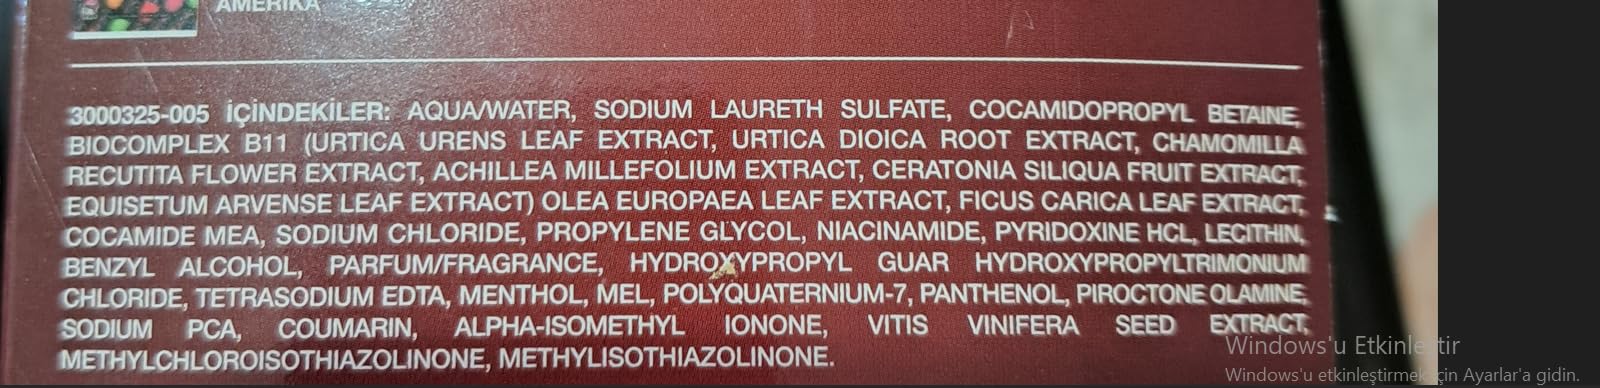 AMERİKA
3000325-005 İÇİNDEKİLER: AQUA/WATER, SODIUM LAURETH SULFATE, COCAMIDOPROPYL BETAINE,
BIOCOMPLEX B11 (URTICA URENS LEAF EXTRACT, URTICA DIOICA ROOT EXTRACT, CHAMOMILLA
RECUTITA FLOWER EXTRACT, ACHILLEA MILLEFOLIUM EXTRACT, CERATONIA SILIQUA FRUIT EXTRACT,
EQUISETUM ARVENSE LEAF EXTRACT) OLEA EUROPAEA LEAF EXTRACT, FICUS CARICA LEAF EXTRACT,
COCAMIDE MEA, SODIUM CHLORIDE, PROPYLENE GLYCOL, NIACINAMIDE, PYRIDOXINE HCL, LECITHIN,
BENZYL ALCOHOL, PARFUM/FRAGRANCE, HYDROXYPROPYL GUAR HYDROXYPROPYLTRIMONIUM
CHLORIDE, TETRASODIUM EDTA, MENTHOL, MEL, POLYQUATERNIUM-7, PANTHENOL, PIROCTONE OLAMINE,
SODIUM PCA, COUMARIN, ALPHA-ISOMETHYL IONONE, VITIS VINIFERA SEED EXTRACT,
METHYLCHLOROISOTHIAZOLINONE, METHYLISOTHIAZOLINONE.
Windows'u Etkinleştir
Windows'u etkinleştirmek için Ayarlar'a gidin.